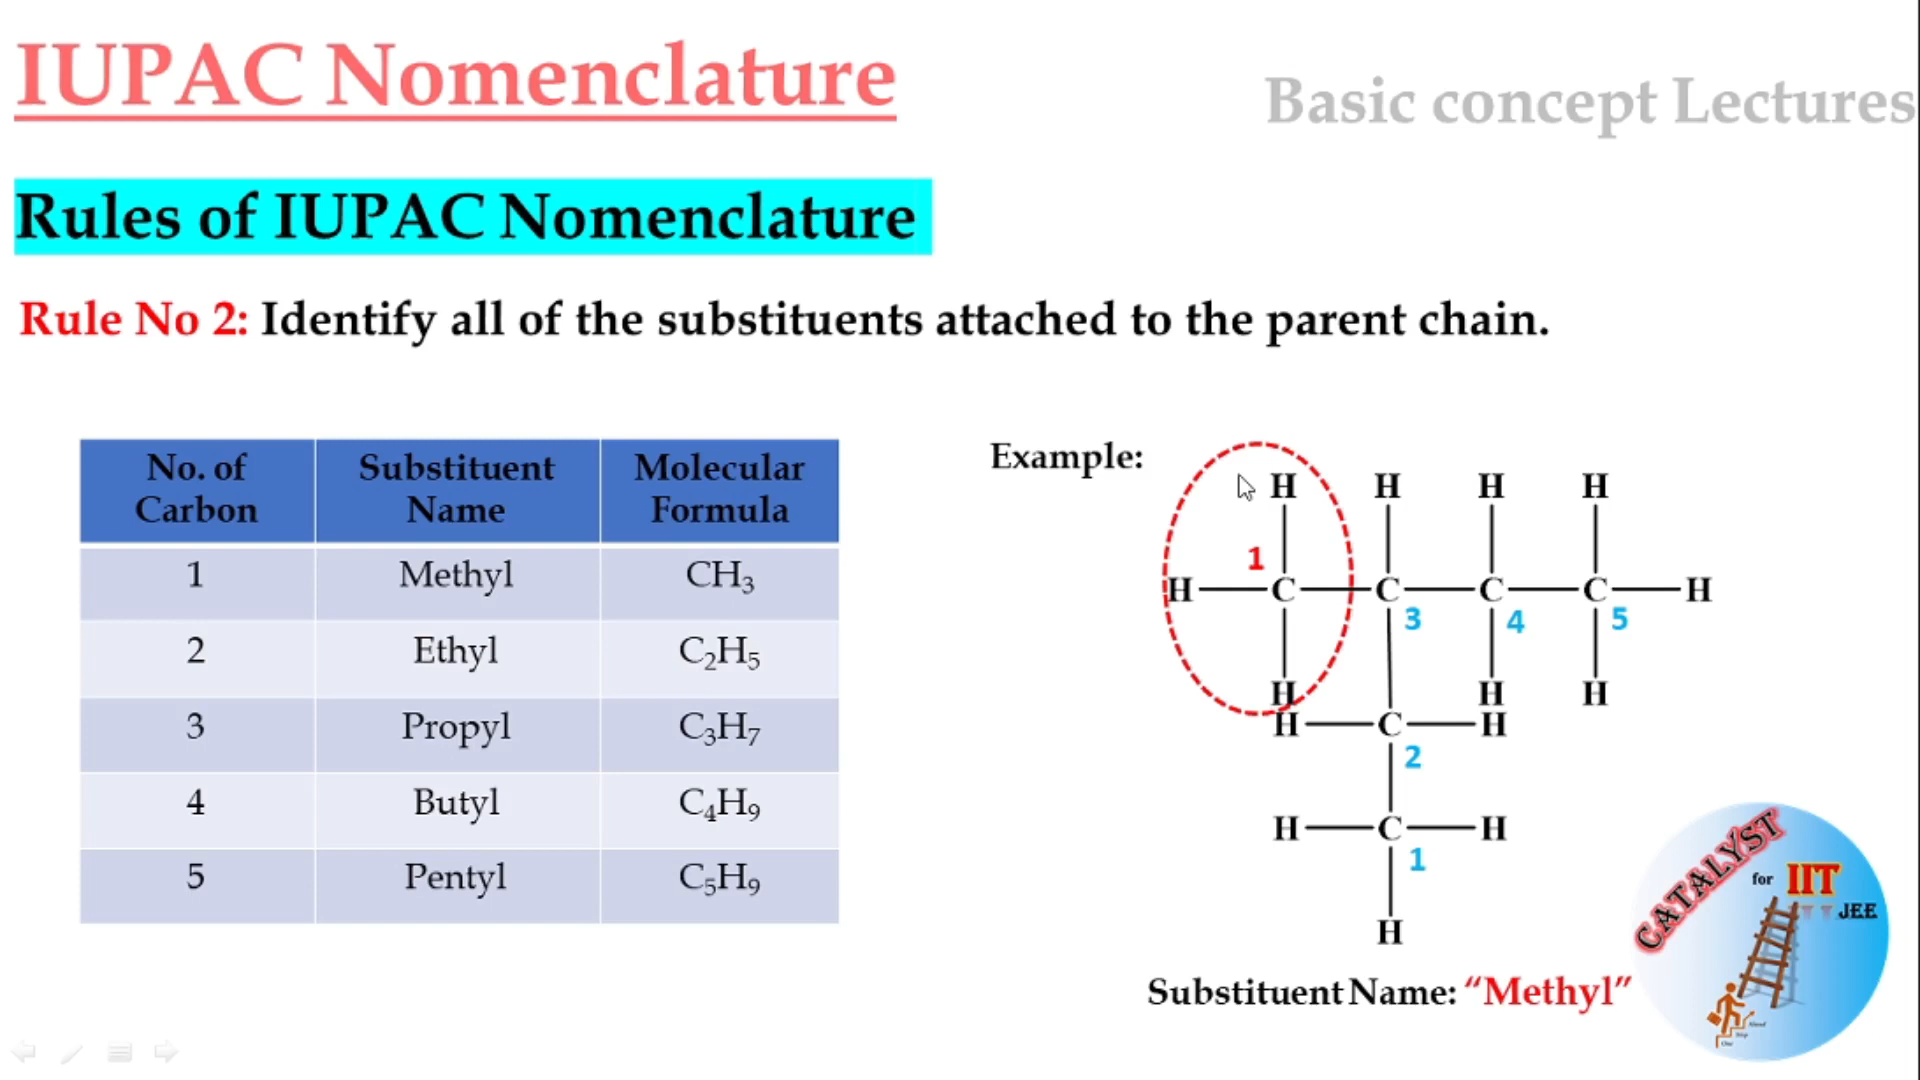 IUPAC Nomenclature
Basic concept Lectures
Rules of IUPAC Nomenclature
Rule No 2: Identify all of the substituents attached to the parent chain.
No. of Carbon Substituent Name Molecular Formula
1 Methyl CH₃
2 Ethyl C₂H₅
3 Propyl C₃H₇
4 Butyl C₄H₉
5 Pentyl C₅H₉
Example:
H H H H
1
H C C C C H
3 4 5
H H H
H C H
2
H C H
1
H
Substituent Name: “Methyl”
CATALYST
for IIT
JEE
One
Step
Ahead